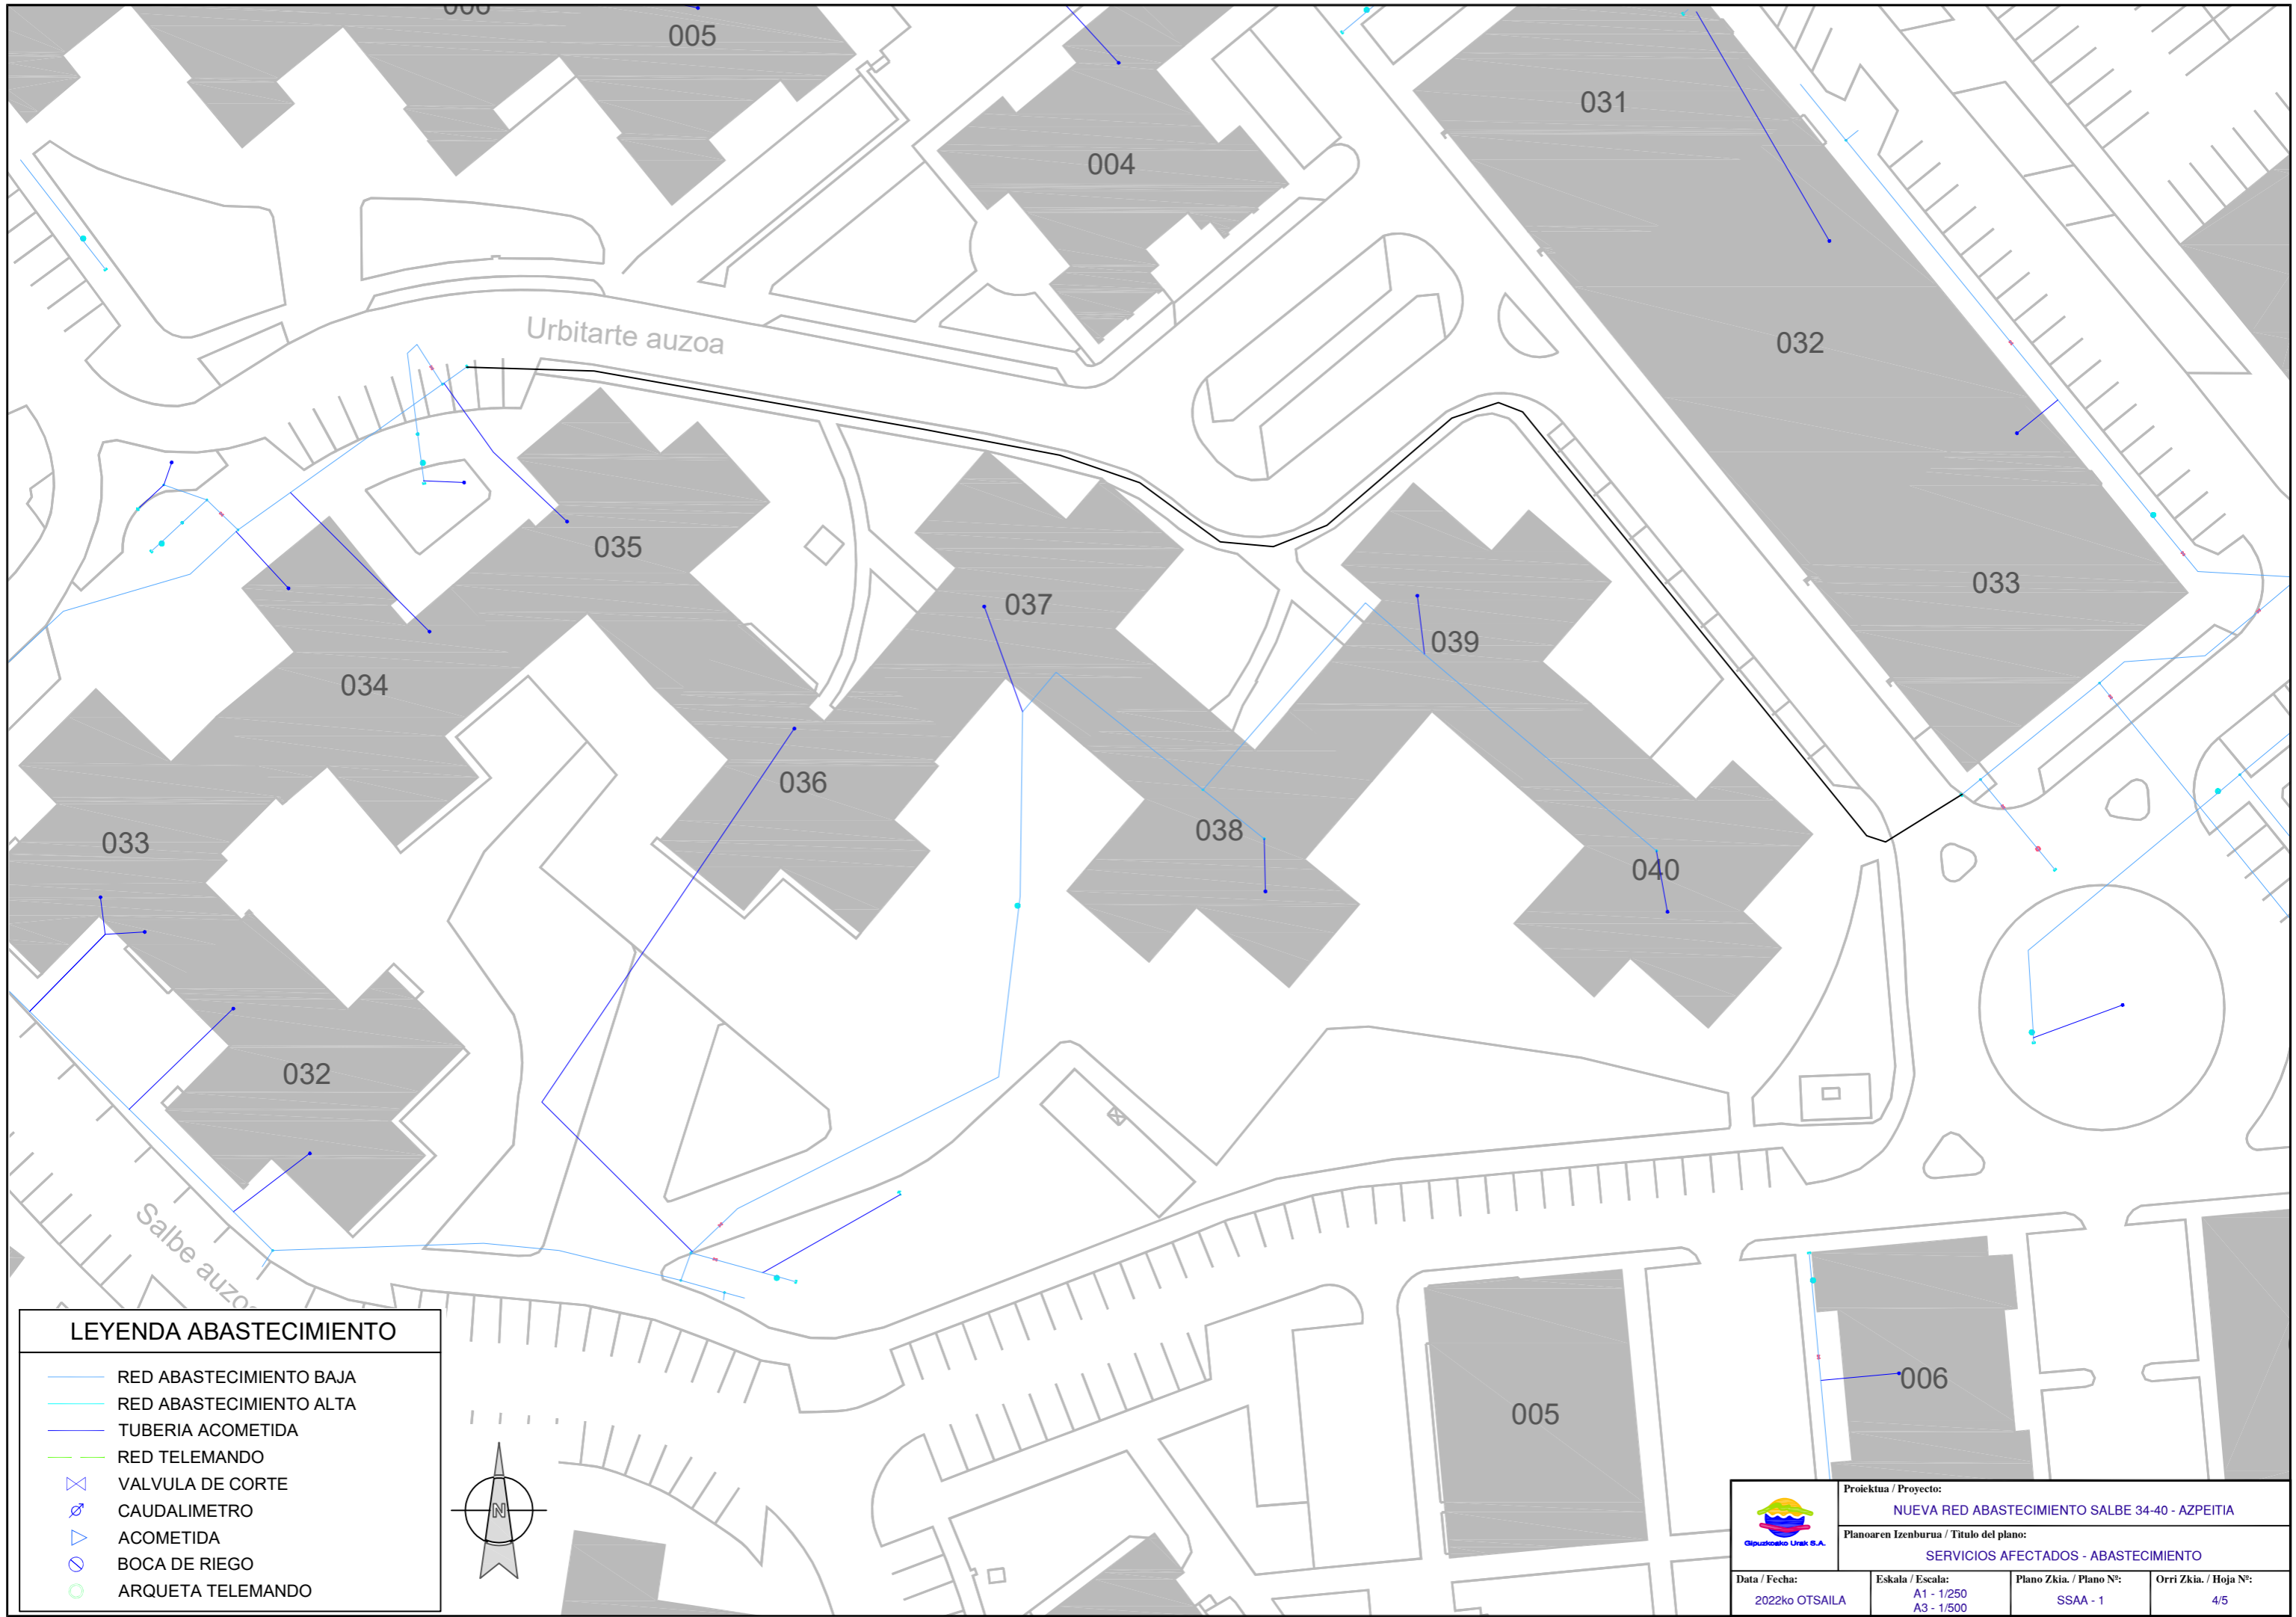 005
004
031
032
033
Urbitarte auzoa
035
037
039
034
036
038
040
033
032
Salbe auzoa
005
006
LEYENDA ABASTECIMIENTO
RED ABASTECIMIENTO BAJA
RED ABASTECIMIENTO ALTA
TUBERIA ACOMETIDA
RED TELEMANDO
VALVULA DE CORTE
CAUDALIMETRO
ACOMETIDA
BOCA DE RIEGO
ARQUETA TELEMANDO
N
Gipuzkoako Urak S.A.
Proiektua / Proyecto:
NUEVA RED ABASTECIMIENTO SALBE 34-40 - AZPEITIA
Planoaren Izenburua / Titulo del plano:
SERVICIOS AFECTADOS - ABASTECIMIENTO
Data / Fecha:
2022ko OTSAILA
Eskala / Escala:
A1 - 1/250
A3 - 1/500
Plano Zkia. / Plano Nº:
SSAA - 1
Orri Zkia. / Hoja Nº:
4/5